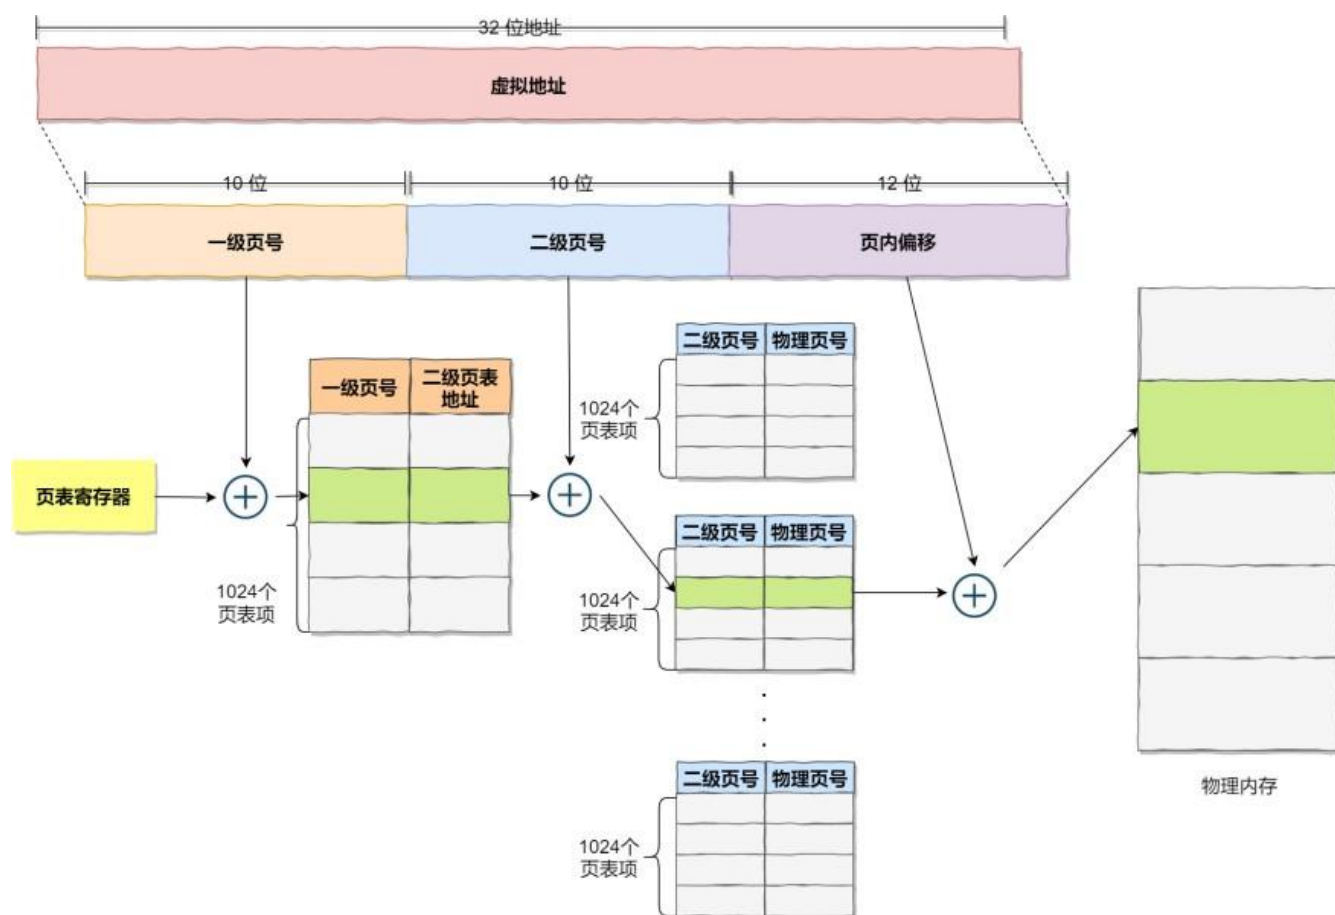 32 位地址
虚拟地址
10 位
10 位
12 位
一级页号
二级页号
页内偏移
二级页号
物理页号
一级页号
二级页表
地址
1024个
页表项
页表寄存器
二级页号
物理页号
1024个
页表项
1024个
页表项
二级页号
物理页号
物理内存
1024个
页表项